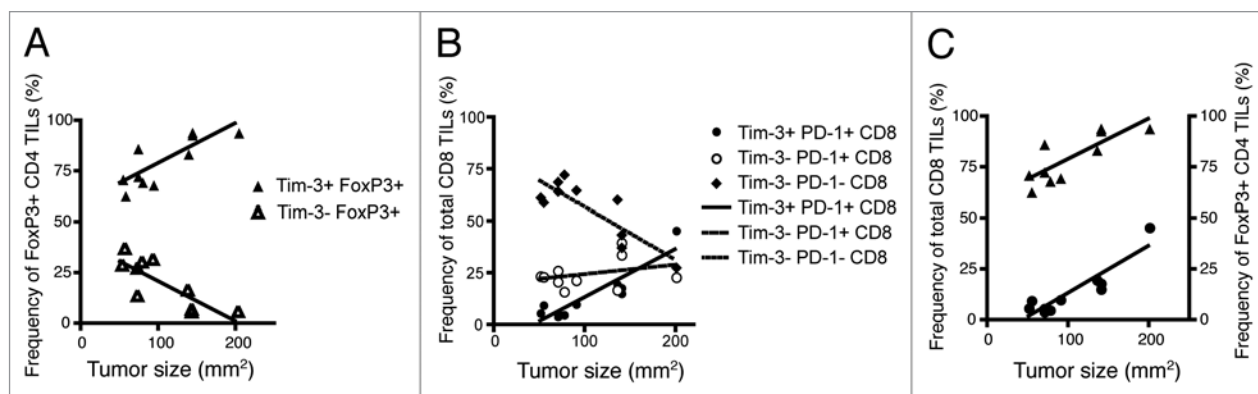 A
Frequency of FoxP3+ CD4 TILs (%)
100
75
50
25
0
0
100
200
Tumor size (mm²)
Tim-3+ FoxP3+
Tim-3- FoxP3+
B
Frequency of total CD8 TILs (%)
100
75
50
25
0
0
100
200
Tumor size (mm²)
Tim-3+ PD-1+ CD8
Tim-3- PD-1+ CD8
Tim-3- PD-1- CD8
Tim-3+ PD-1+ CD8
Tim-3- PD-1+ CD8
Tim-3- PD-1- CD8
C
Frequency of total CD8 TILs (%)
100
75
50
25
0
0
100
200
Tumor size (mm²)
100
75
50
25
0
Frequency of FoxP3+ CD4 TILs (%)